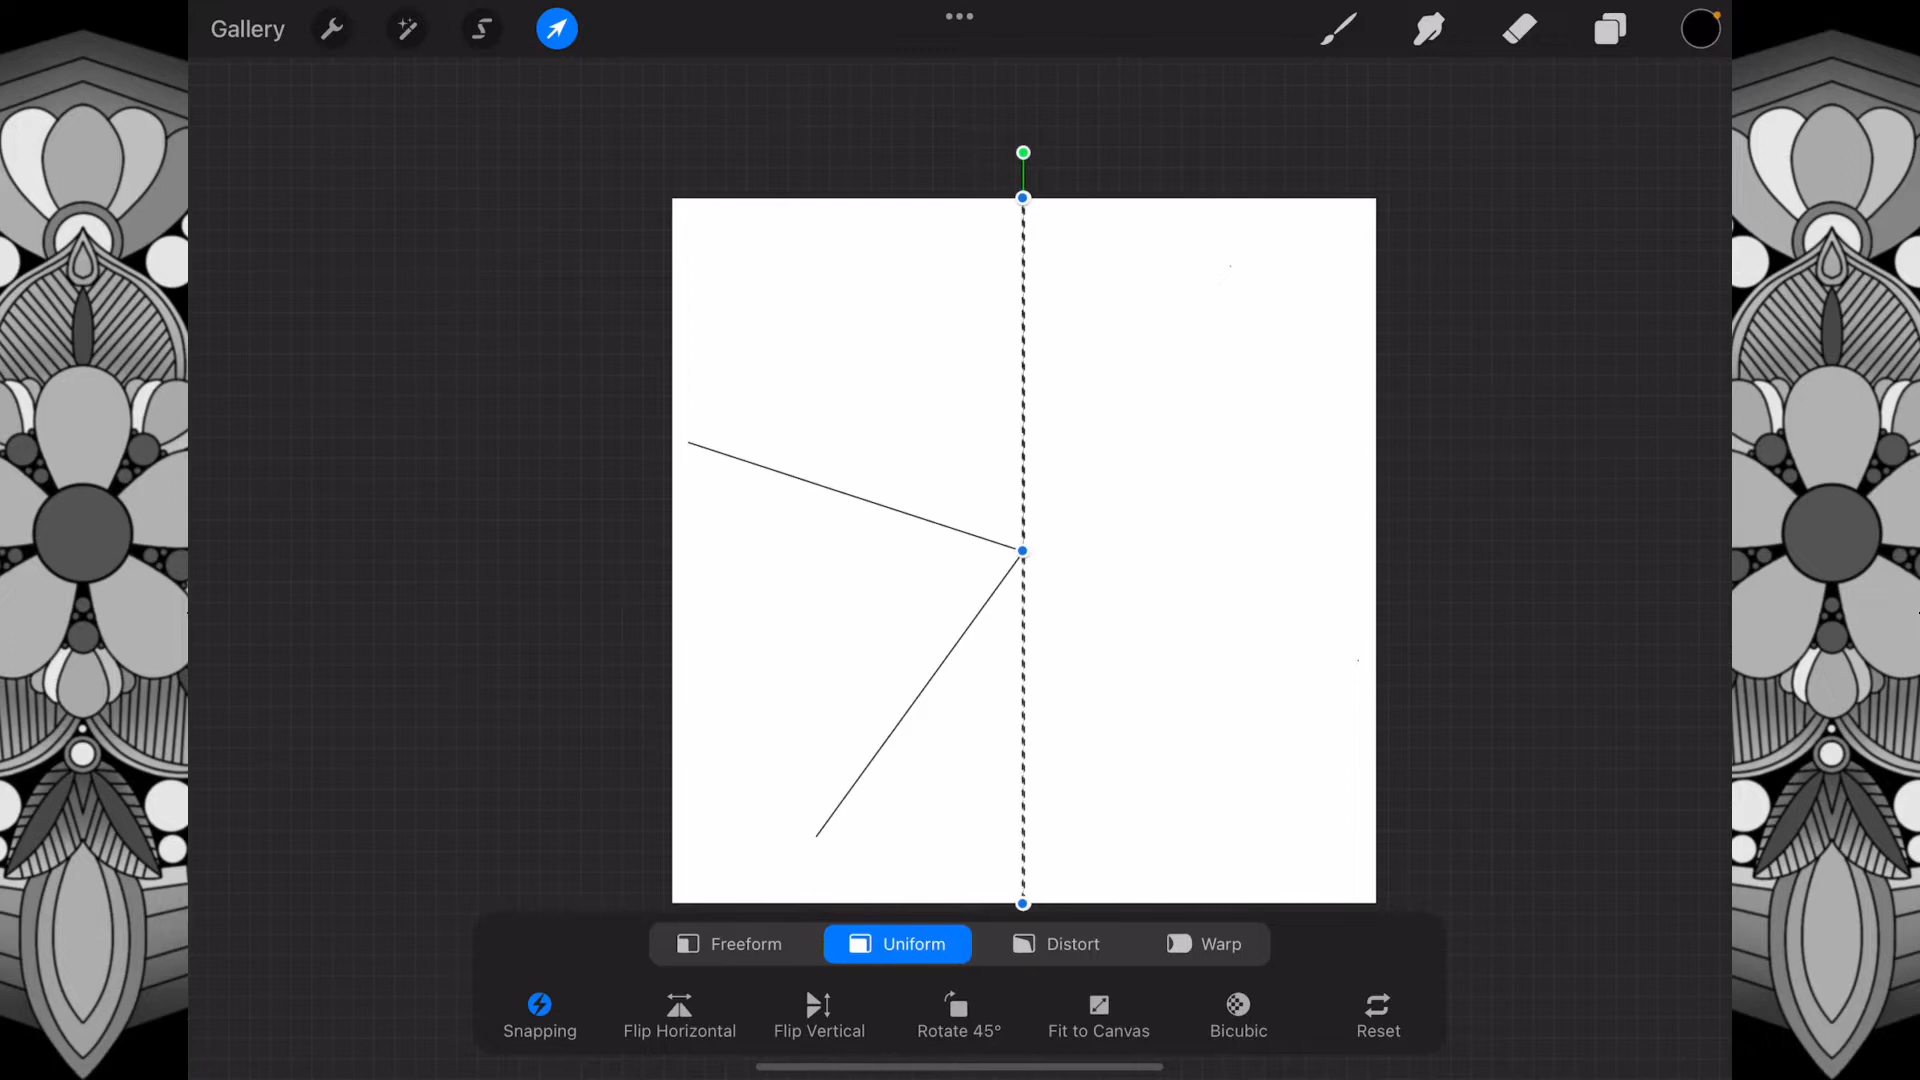 Gallery
Freeform Uniform Distort Warp
Snapping Flip Horizontal Flip Vertical Rotate 45° Fit to Canvas Bicubic Reset